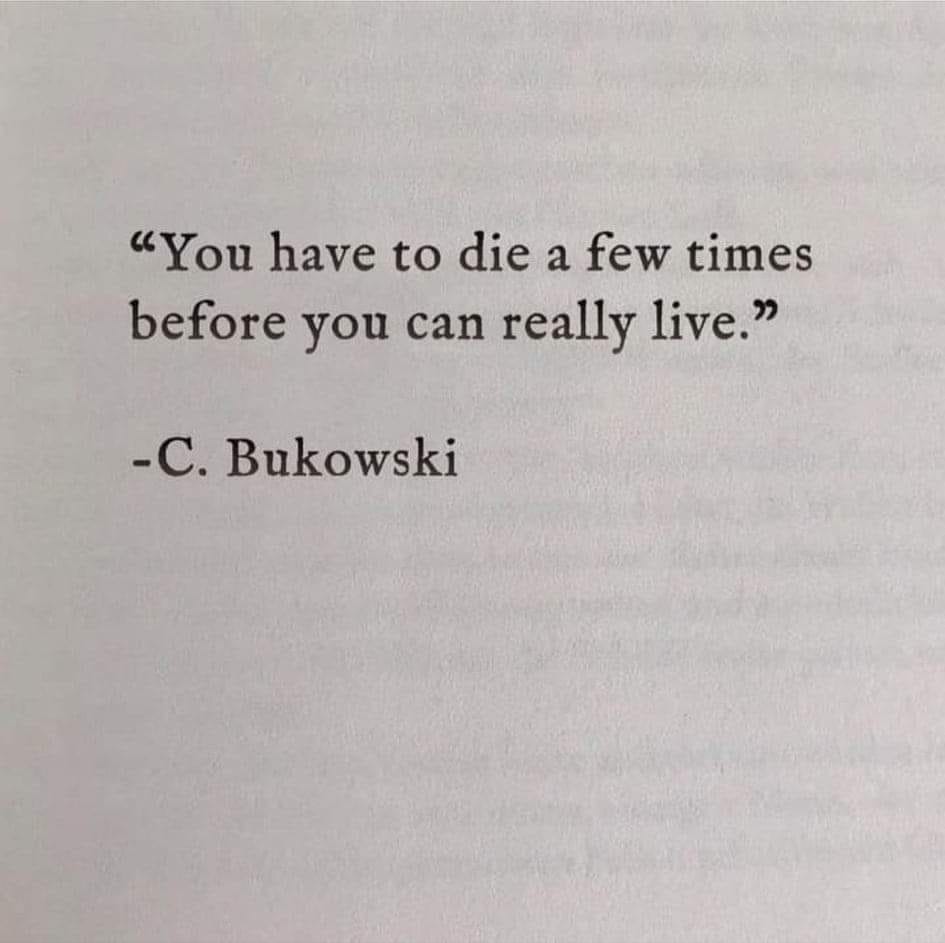 “You have to die a few times
before you can really live.”
-C. Bukowski